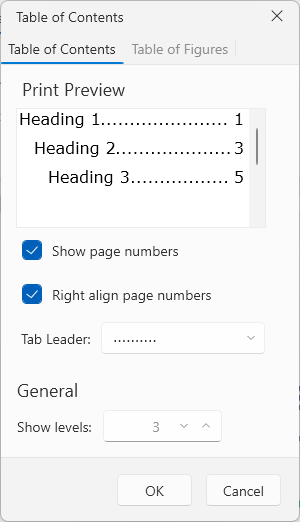 Table of Contents
Table of Contents Table of Figures
Print Preview
Heading 1...................... 1
Heading 2.................... 3
Heading 3................. 5
Show page numbers
Right align page numbers
Tab Leader: ..........
General
Show levels: 3
OK Cancel